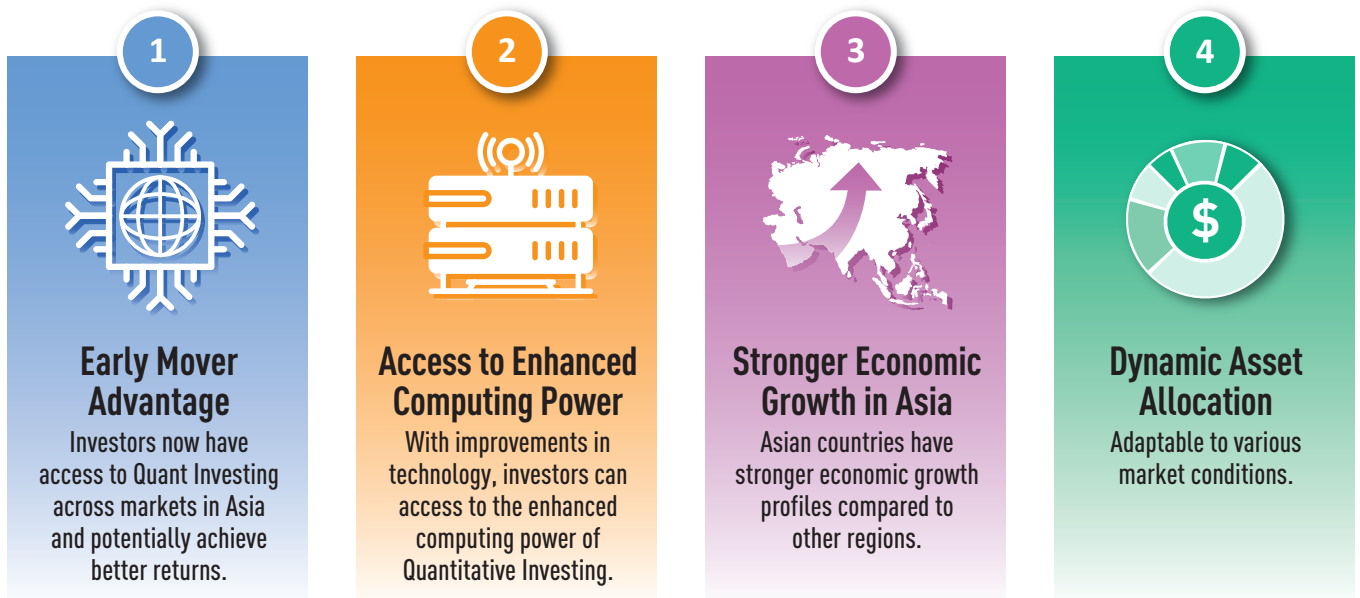 1
Early Mover
Advantage
Investors now have
access to Quant Investing
across markets in Asia
and potentially achieve
better returns.
2
Access to Enhanced
Computing Power
With improvements in
technology, investors can
access to the enhanced
computing power of
Quantitative Investing.
3
Stronger Economic
Growth in Asia
Asian countries have
stronger economic growth
profiles compared to
other regions.
4
$
Dynamic Asset
Allocation
Adaptable to various
market conditions.